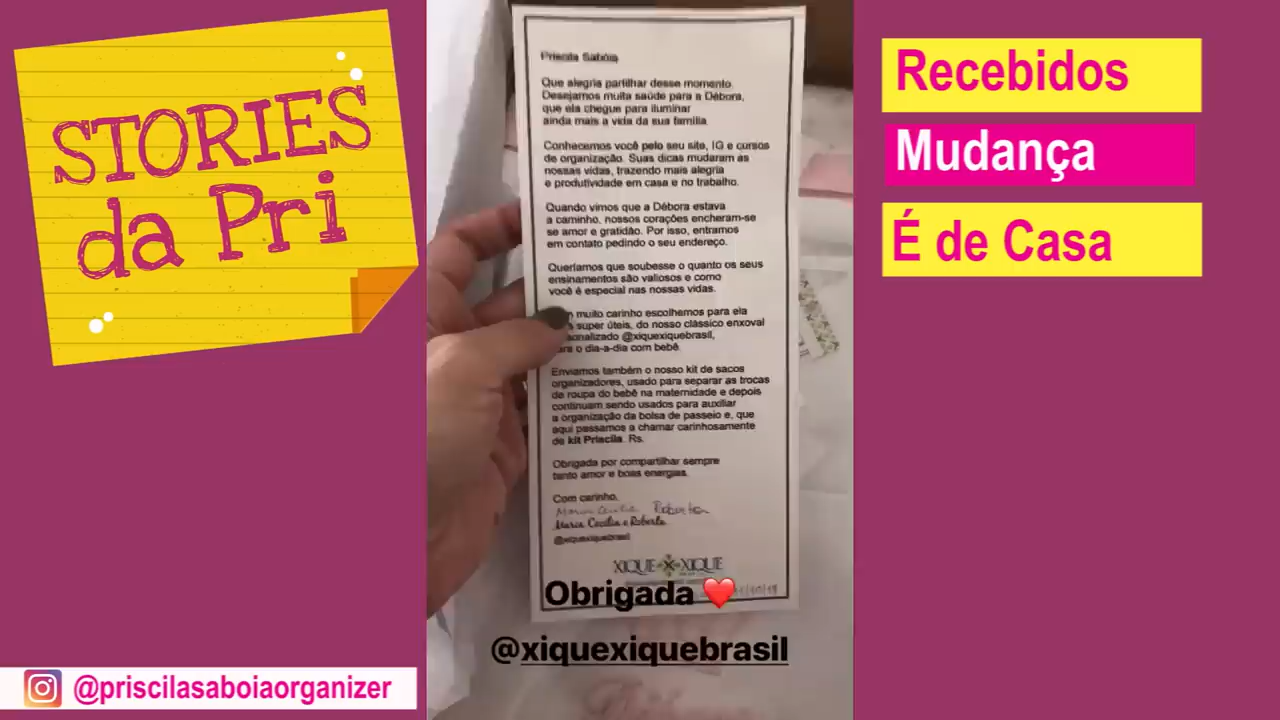 STORIES
da Pri
Priscila Sabóia
Que alegria partilhar desse momento.
Desejamos muita saúde para a Débora,
que ela chegue para iluminar
ainda mais a vida da sua família.
Conhecemos você pelo seu site, IG e cursos
de organização. Suas dicas mudaram as
nossas vidas, trazendo mais alegria
e produtividade em casa e no trabalho.
Quando vimos que a Débora estava
a caminho, nossos corações encheram-se
se amor e gratidão. Por isso, entramos
em contato pedindo o seu endereço.
Queríamos que soubesse o quanto os seus
ensinamentos são valiosos e como
você é especial nas nossas vidas.
muito carinho escolhemos para ela
super úteis, do nosso clássico enxoval
@xiquexiquebrasil,
o dia-a-dia com bebê.
Enviamos também o nosso kit de sacos
organizadores, usado para separar as trocas
de roupa do bebê na maternidade e depois
continuam sendo usados para auxiliar
a organização da bolsa de passeio e, que
aqui passamos a chamar carinhosamente
de kit Priscila. Rs.
Obrigada por compartilhar sempre
tanto amor e boas energias.
Com carinho,
Maria Cecília Roberta
Maria Cecília e Roberta
@xiquexiquebrasil
XIQUE XIQUE
Obrigada ❤️
@xiquexiquebrasil
Recebidos
Mudança
É de Casa
@priscilasaboiaorganizer